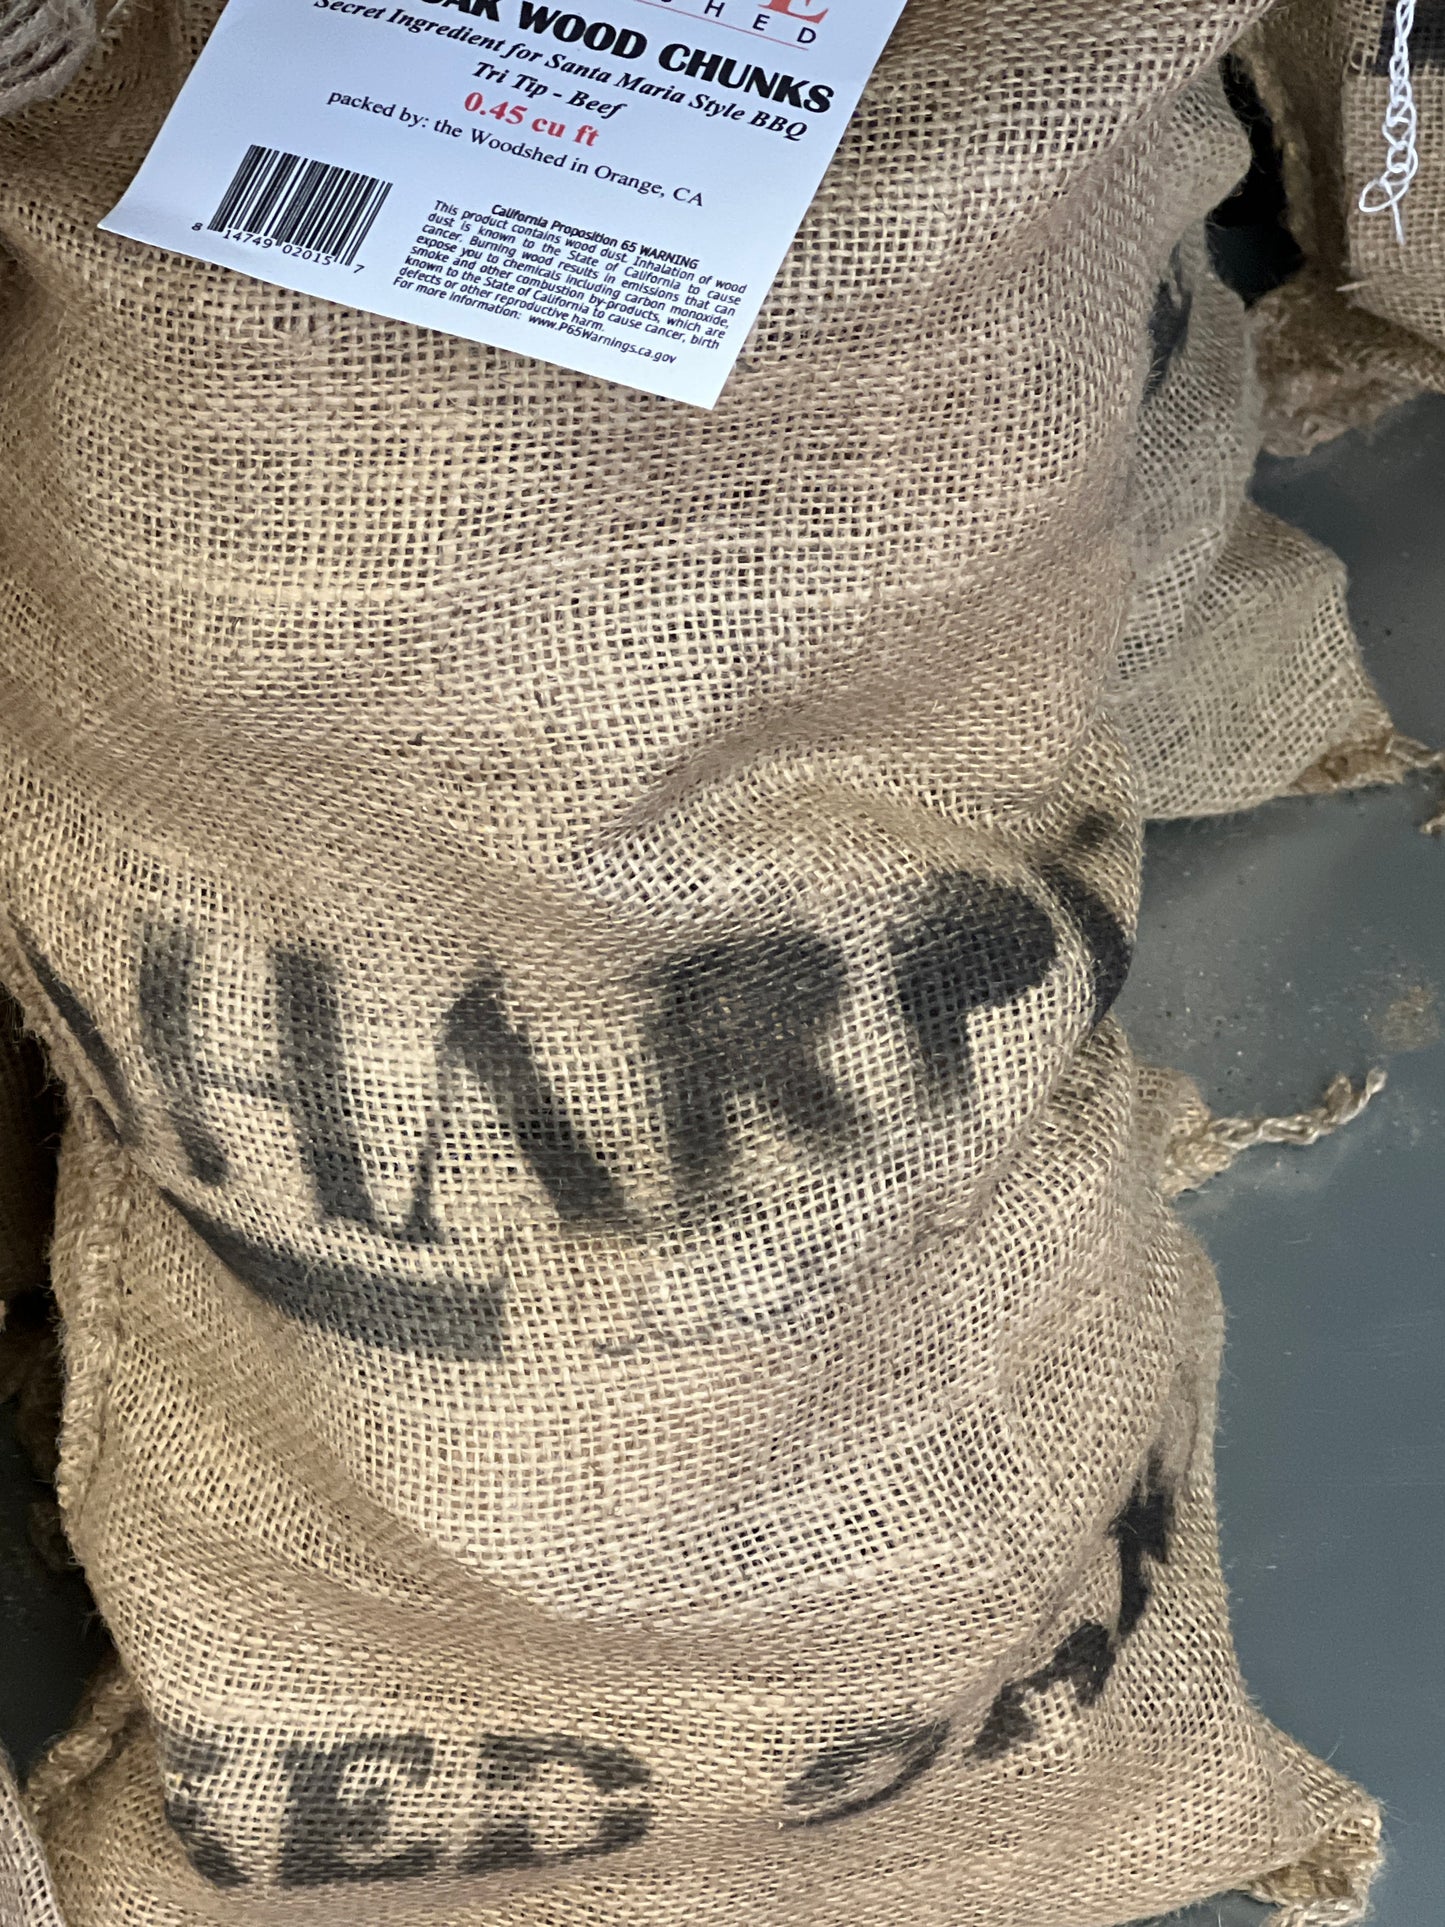 OAK WOOD CHUNKS
Secret Ingredient for Santa Maria Style BBQ
Tri Tip - Beef
0.45 cu ft
packed by: the Woodshed in Orange, CA
8 14749 02015 7
California Proposition 65 WARNING
This product contains wood dust. Inhalation of wood
dust is known to the State of California to cause
cancer. Burning wood results in emissions that can
expose you to chemicals including carbon monoxide,
smoke and other combustion by-products, which are
known to the State of California to cause cancer, birth
defects or other reproductive harm.
For more information: www.P65Warnings.ca.gov